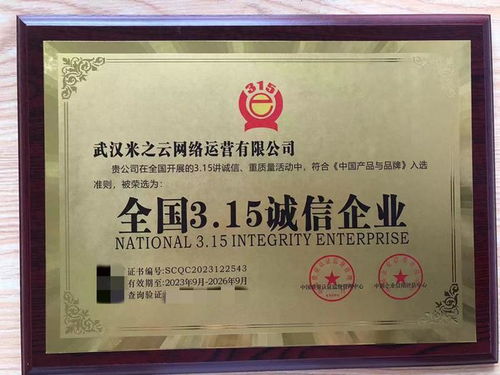 315
e
武汉米之云网络运营有限公司
贵公司在全国开展的3.15讲诚信、重质量活动中，符合《中国产品与品牌》入选
准则，被荣选为：
全国3.15诚信企业
NATIONAL 3.15 INTEGRITY ENTERPRISE
证书编号:SCQC2023122543
有效期至:2023年9月-2026年9月
查询验证